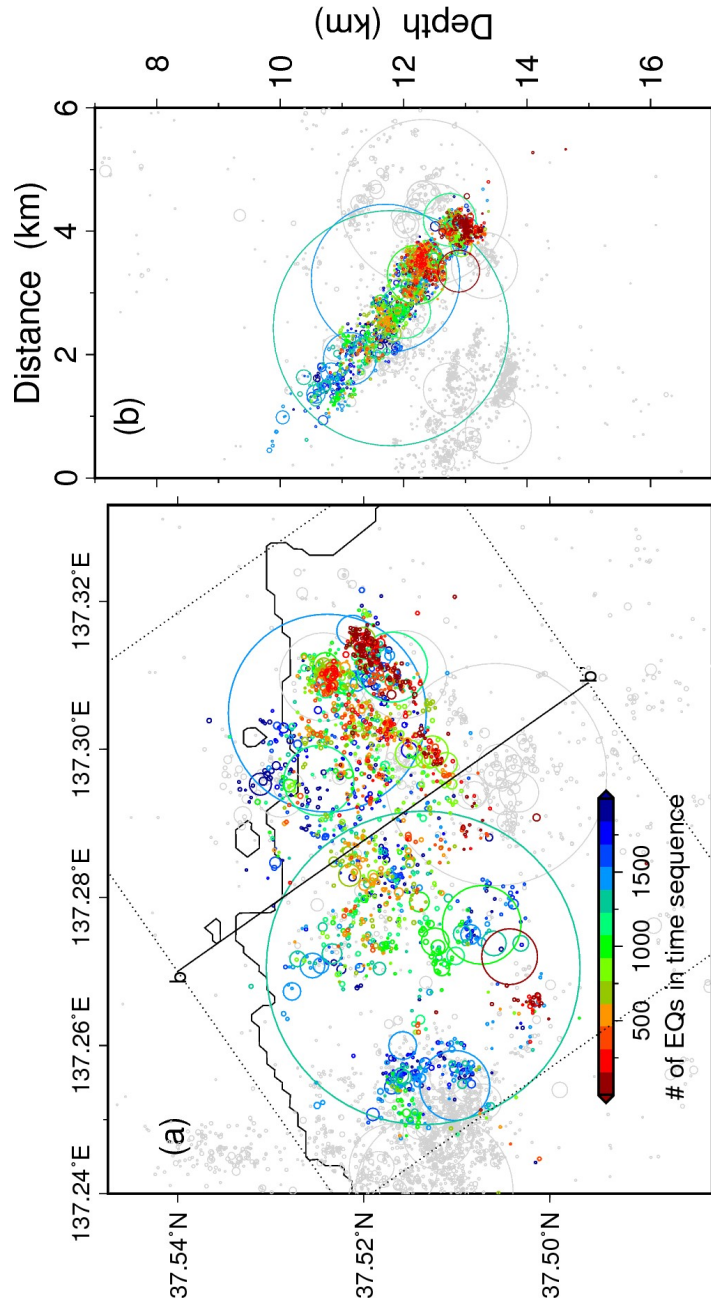 (a)
137.24°E
137.26°E
137.28°E
137.30°E
137.32°E
37.54°N
37.52°N
37.50°N
b
b'
500
1000
1500
# of EQs in time sequence
(b)
Distance (km)
0
2
4
6
8
10
12
14
16
Depth (km)